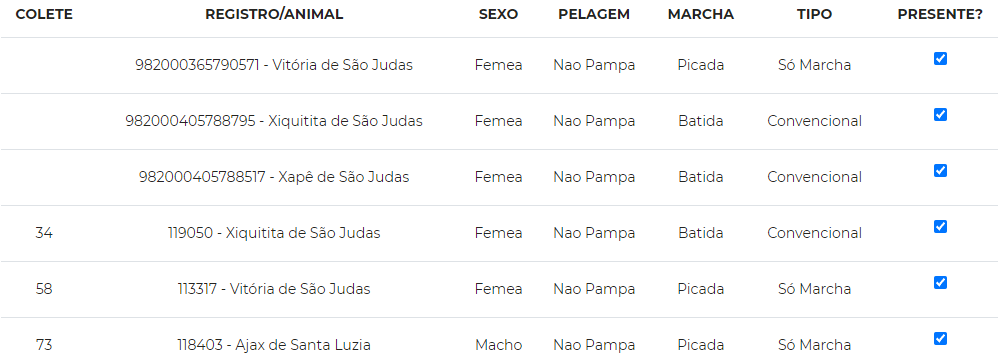 COLETE REGISTRO/ANIMAL SEXO PELAGEM MARCHA TIPO PRESENTE?
982000365790571 - Vitória de São Judas Femea Nao Pampa Picada Só Marcha
982000405788795 - Xiquitita de São Judas Femea Nao Pampa Batida Convencional
982000405788517 - Xapê de São Judas Femea Nao Pampa Batida Convencional
34 119050 - Xiquitita de São Judas Femea Nao Pampa Batida Convencional
58 113317 - Vitória de São Judas Femea Nao Pampa Picada Só Marcha
73 118403 - Ajax de Santa Luzia Macho Nao Pampa Picada Só Marcha